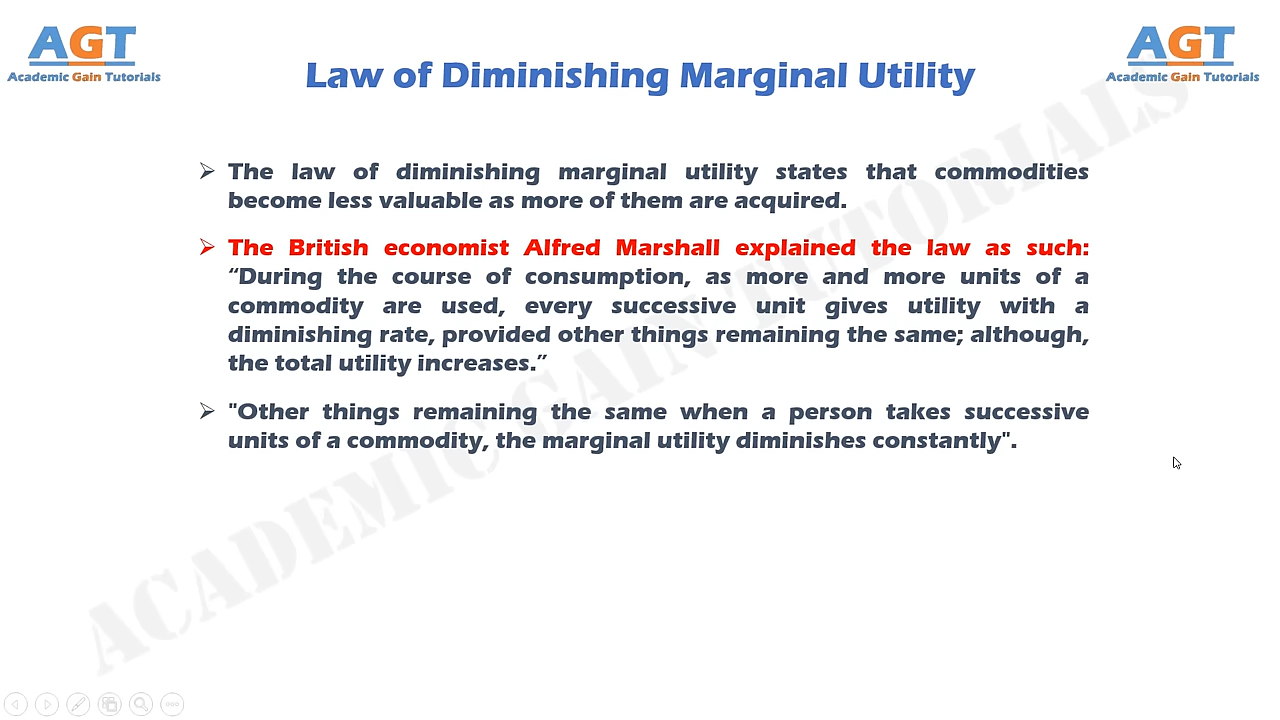 AGT
Academic Gain Tutorials
AGT
Academic Gain Tutorials
Law of Diminishing Marginal Utility
The law of diminishing marginal utility states that commodities
become less valuable as more of them are acquired.
The British economist Alfred Marshall explained the law as such:
“During the course of consumption, as more and more units of a
commodity are used, every successive unit gives utility with a
diminishing rate, provided other things remaining the same; although,
the total utility increases.”
"Other things remaining the same when a person takes successive
units of a commodity, the marginal utility diminishes constantly".
ACADEMIC GAIN TUTORIALS